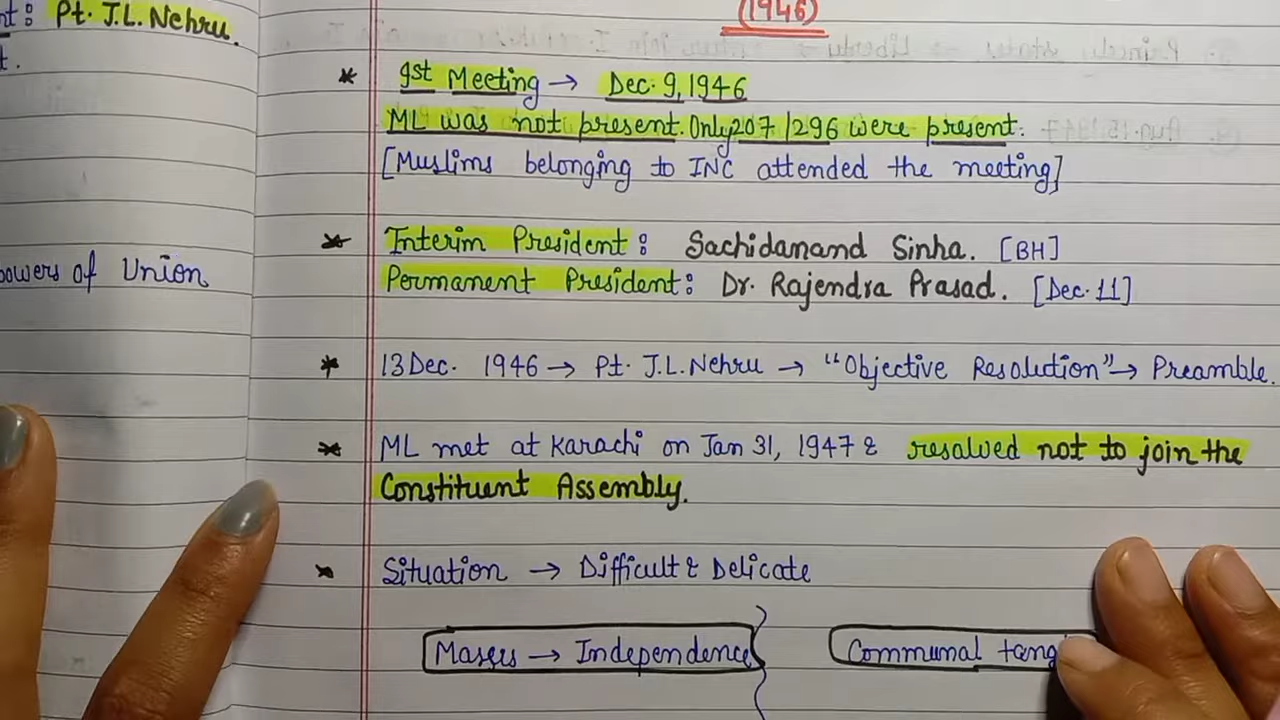 nt: Pt. J.L. Nehru.
t.
powers of Union
(1946)
* 1st Meeting → Dec. 9, 1946
ML was not present. Only 207/296 were present.
[Muslims belonging to INC attended the meeting]
* Interim President: Sachidanand Sinha. [BH]
Permanent President: Dr. Rajendra Prasad. [Dec. 11]
* 13 Dec. 1946 → Pt. J.L. Nehru → "Objective Resolution" → Preamble.
* ML met at Karachi on Jan 31, 1947 & resolved not to join the
Constituent Assembly.
* Situation → Difficult & Delicate
Masses → Independence
Communal tang